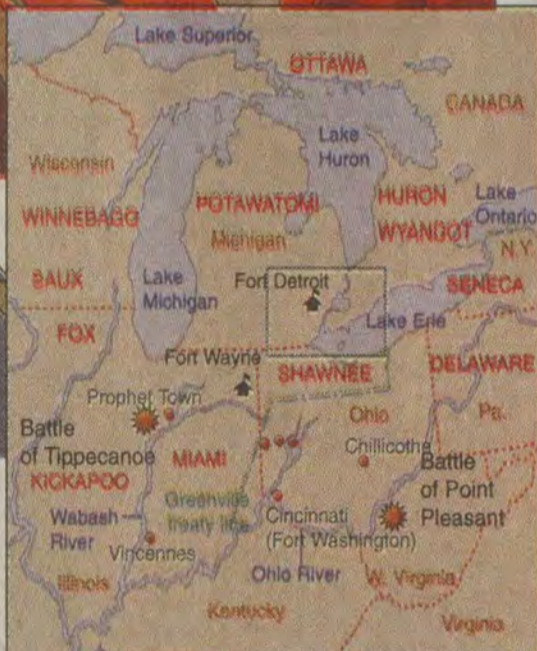 Lake Superior
OTTAWA
CANADA
Lake
Huron
Wisconsin
WINNEBAGO
POTAWATOMI
Michigan
HURON
WYANDOT
Lake
Ontario
N.Y.
SAUX
Lake
Michigan
Fort Detroit
SENECA
Lake Erie
FOX
Fort Wayne
SHAWNEE
DELAWARE
Prophet Town
Ohio
Pa.
Battle
of Tippecanoe
MIAMI
Chillicothe
Battle
of Point
Pleasant
KICKAPOO
Greenville
treaty line
Wabash
River
Vincennes
Cincinnati
(Fort Washington)
Ohio River
W. Virginia
Illinois
Kentucky
Virginia